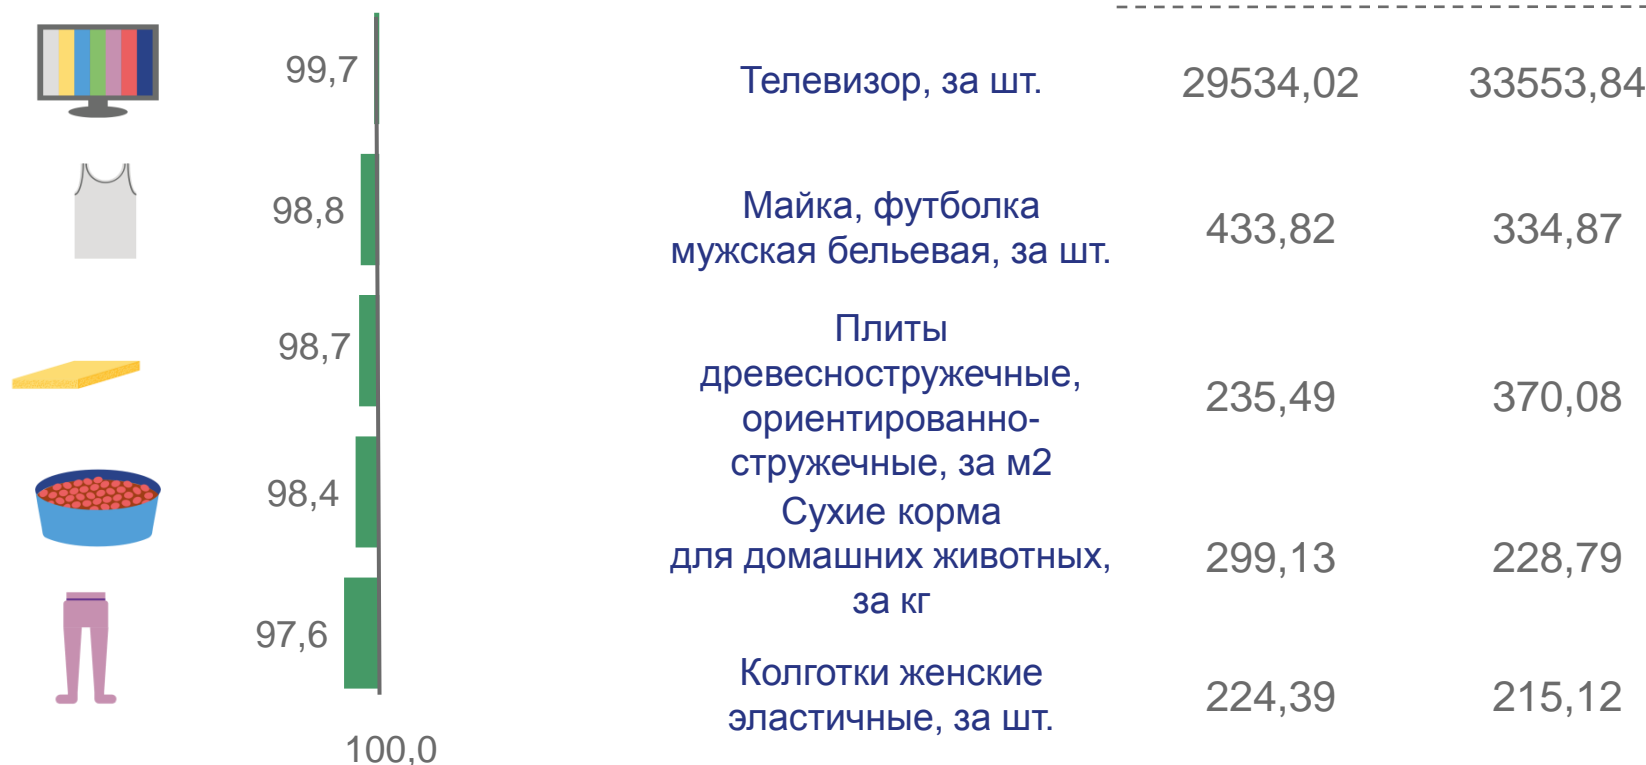 99,7
Телевизор, за шт.
29534,02
33553,84
98,8
Майка, футболка
мужская бельевая, за шт.
433,82
334,87
98,7
Плиты
древесностружечные,
ориентированно-
стружечные, за м2
235,49
370,08
98,4
Сухие корма
для домашних животных,
за кг
299,13
228,79
97,6
Колготки женские
эластичные, за шт.
224,39
215,12
100,0